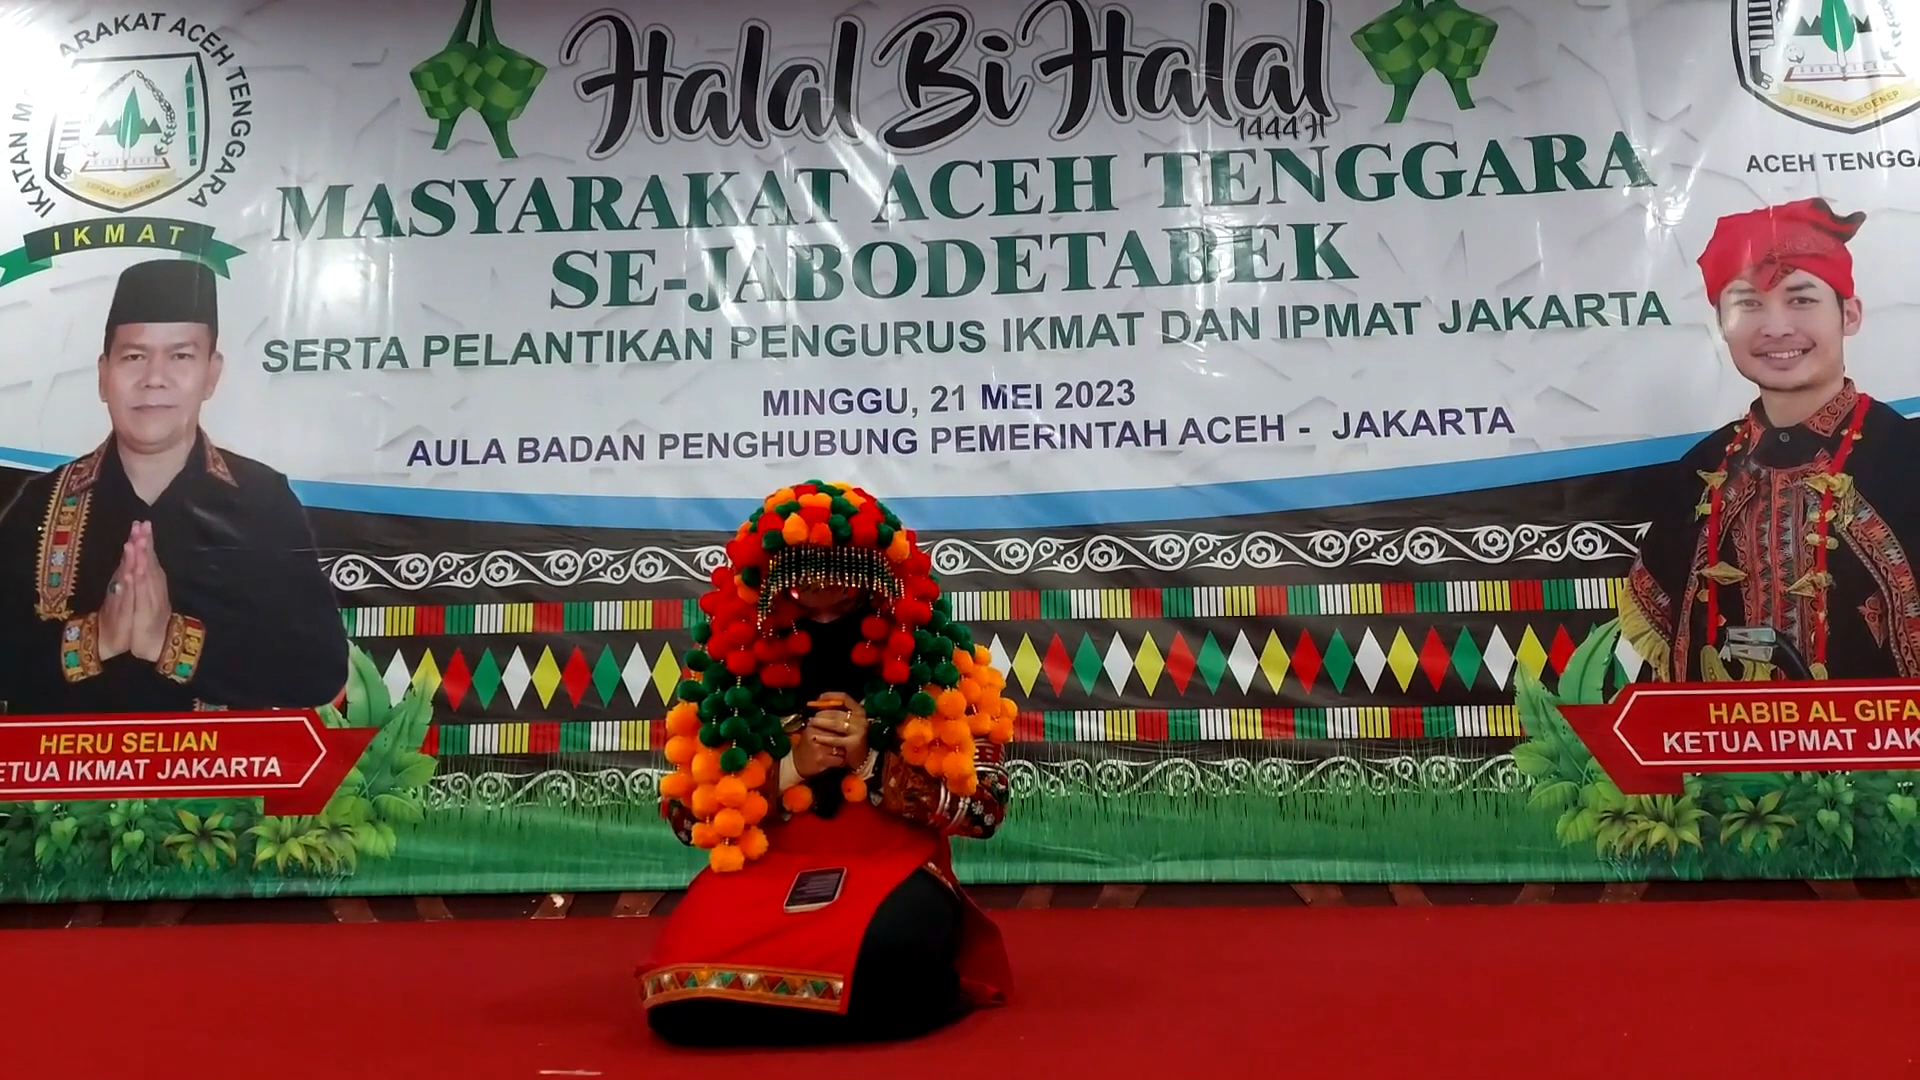 IKATAN M ARAKAT ACEH TENGGARA
SEPAKAT SEGENEP
IKMAT
Halal Bi Halal
1444 H
MASYARAKAT ACEH TENGGARA
SE-JABODETABEK
SERTA PELANTIKAN PENGURUS IKMAT DAN IPMAT JAKARTA
MINGGU, 21 MEI 2023
AULA BADAN PENGHUBUNG PEMERINTAH ACEH - JAKARTA
SEPAKAT SEGENEP
ACEH TENGGA
HERU SELIAN
ETUA IKMAT JAKARTA
HABIB AL GIFA
KETUA IPMAT JAK